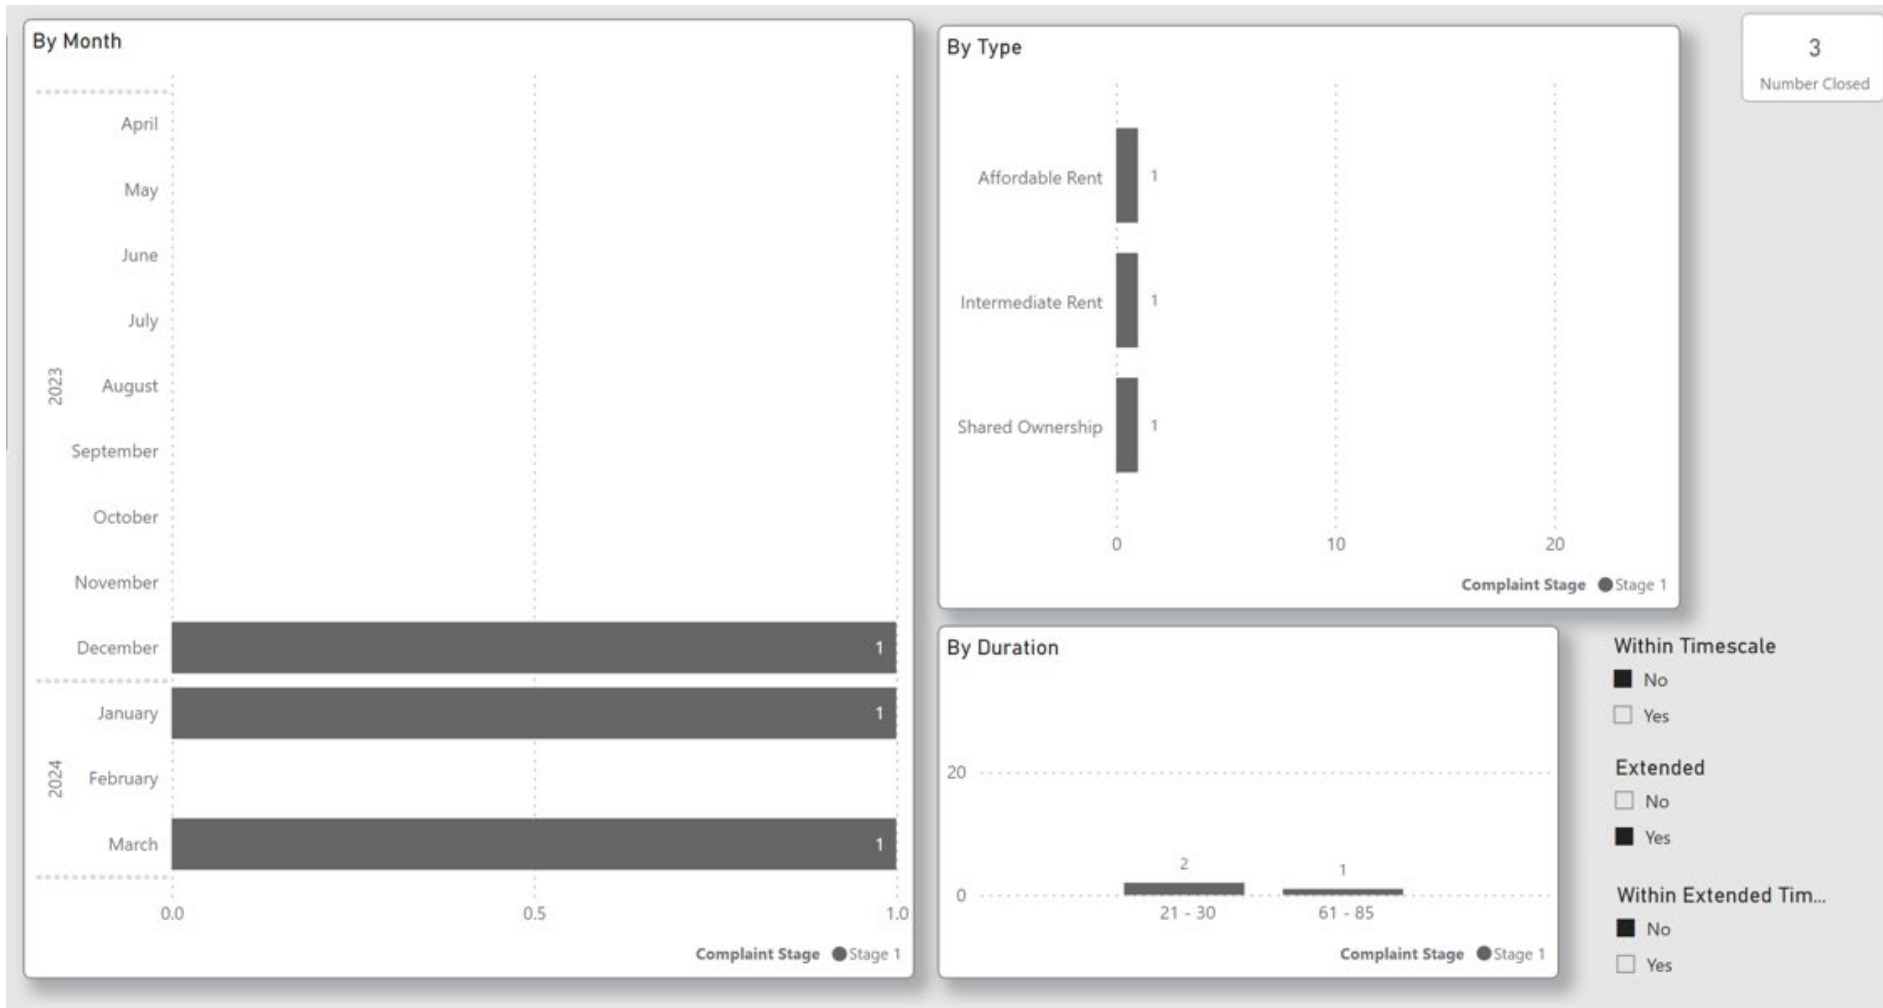 By Month
2023
April
May
June
July
August
September
October
November
December 1
2024
January 1
February
March 1
0.0 0.5 1.0
Complaint Stage Stage 1
By Type
Affordable Rent 1
Intermediate Rent 1
Shared Ownership 1
0 10 20
Complaint Stage Stage 1
3
Number Closed
By Duration
20
0
2 1
21 - 30 61 - 85
Complaint Stage Stage 1
Within Timescale
No
Yes
Extended
No
Yes
Within Extended Tim...
No
Yes